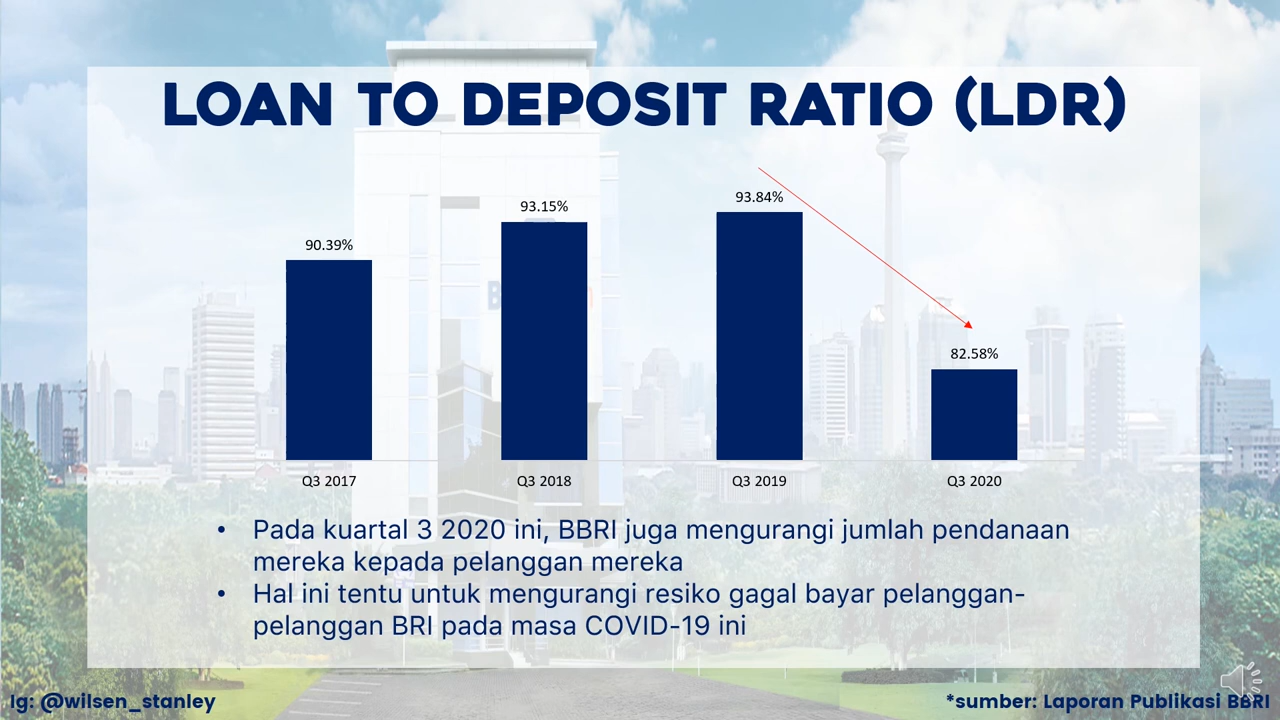 LOAN TO DEPOSIT RATIO (LDR)
90.39%
93.15%
93.84%
82.58%
Q3 2017
Q3 2018
Q3 2019
Q3 2020
• Pada kuartal 3 2020 ini, BBRI juga mengurangi jumlah pendanaan
mereka kepada pelanggan mereka
• Hal ini tentu untuk mengurangi resiko gagal bayar pelanggan-
pelanggan BRI pada masa COVID-19 ini
Ig: @wilsen_stanley
*sumber: Laporan Publikasi BBRI